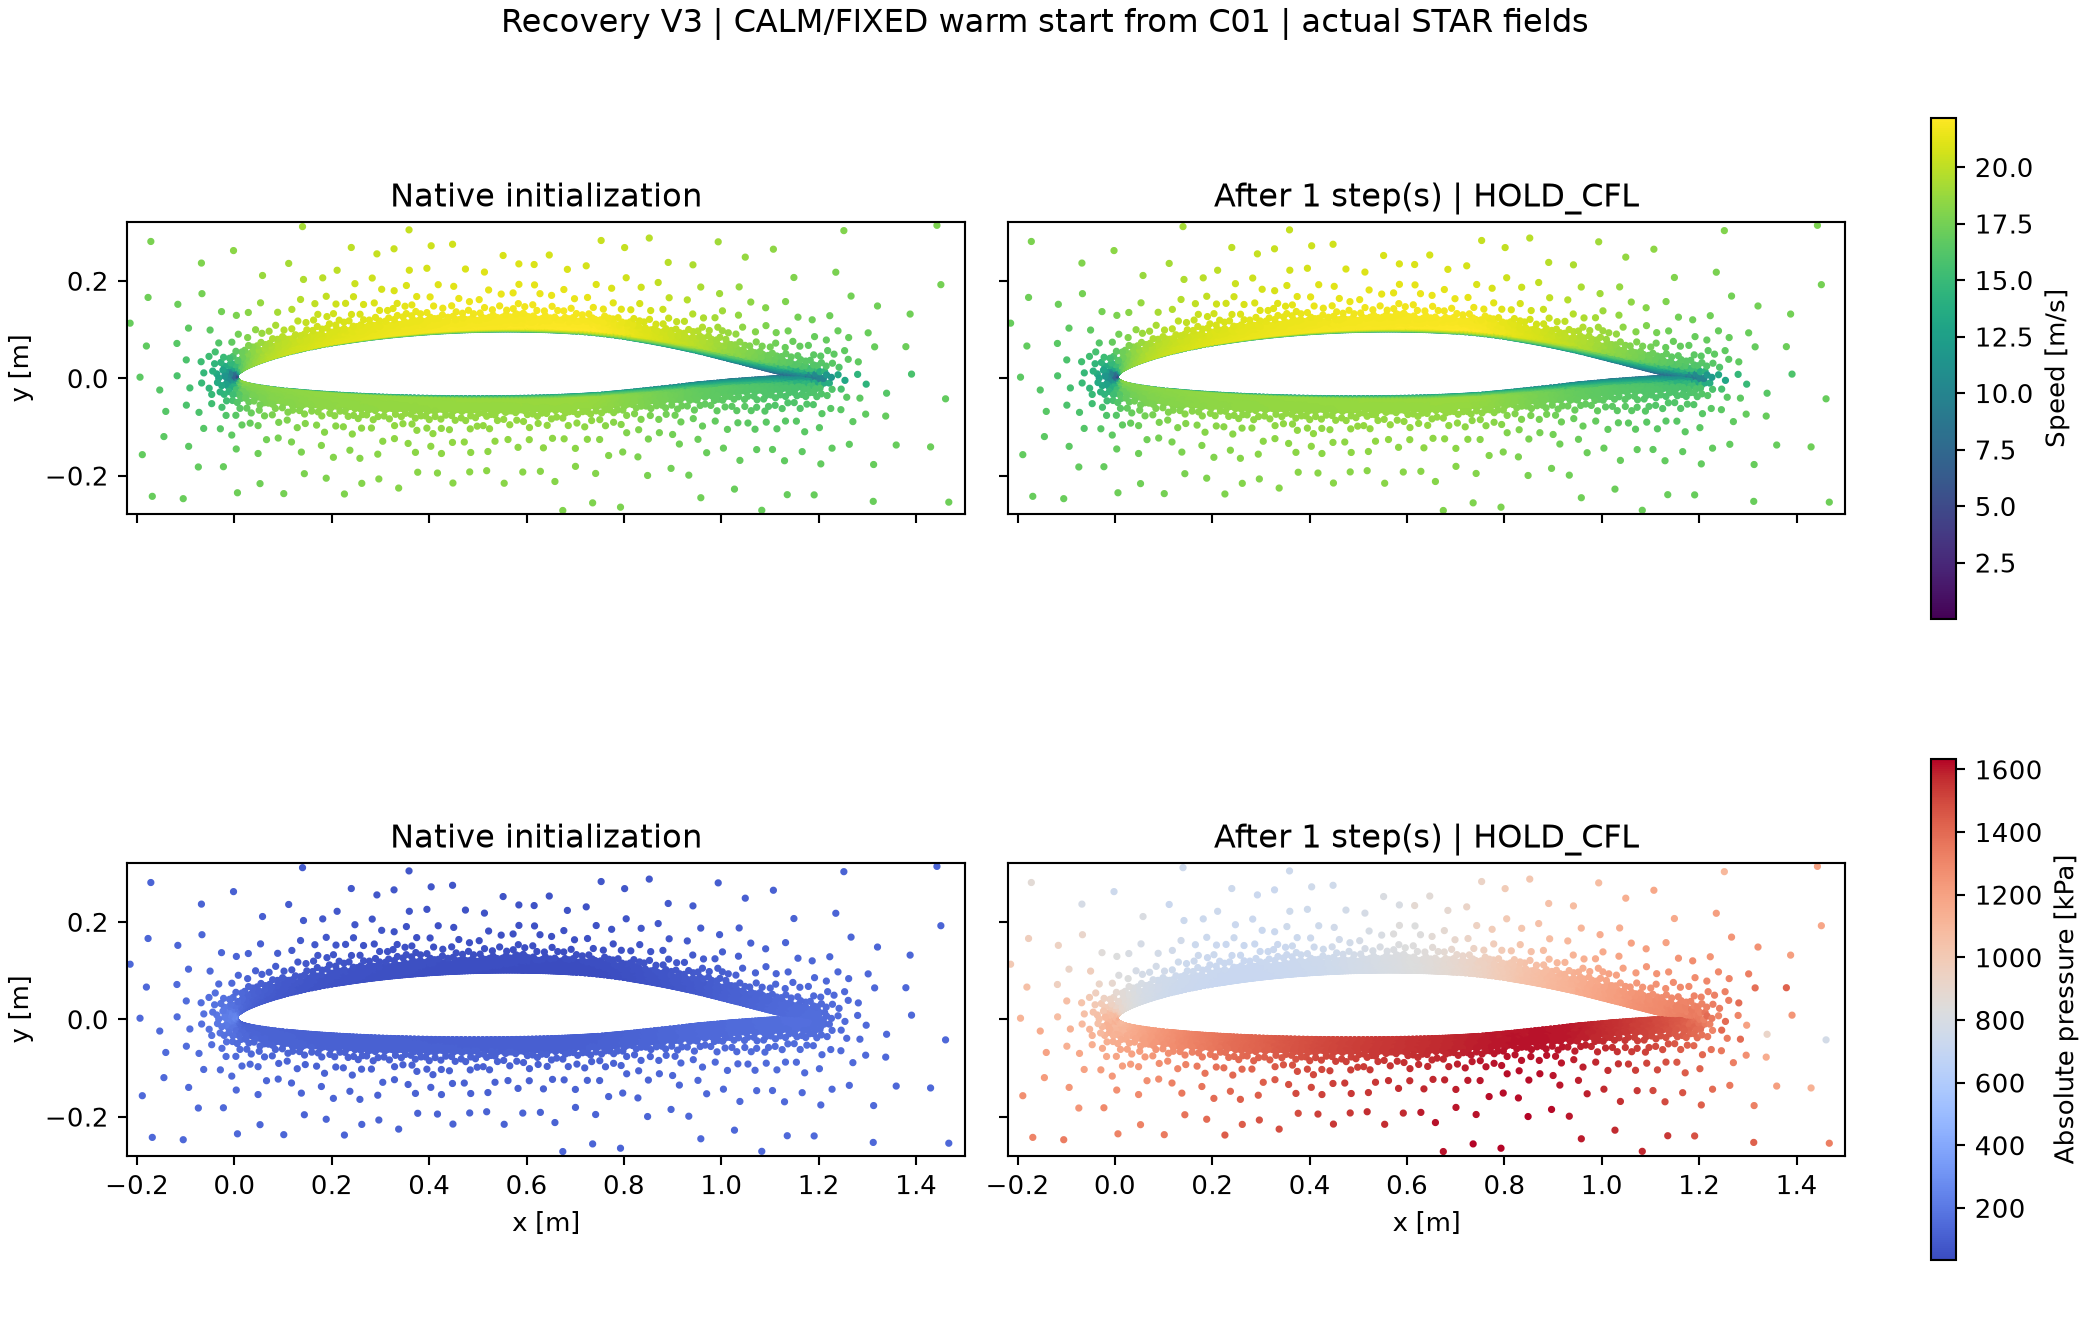 Recovery V3 | CALM/FIXED warm start from C01 | actual STAR fields
Native initialization
After 1 step(s) | HOLD_CFL
y [m]
0.2
0.0
−0.2
20.0
17.5
15.0
12.5
10.0
7.5
5.0
2.5
Speed [m/s]
Native initialization
After 1 step(s) | HOLD_CFL
y [m]
0.2
0.0
−0.2
−0.2 0.0 0.2 0.4 0.6 0.8 1.0 1.2 1.4
x [m]
−0.2 0.0 0.2 0.4 0.6 0.8 1.0 1.2 1.4
x [m]
1600
1400
1200
1000
800
600
400
200
Absolute pressure [kPa]